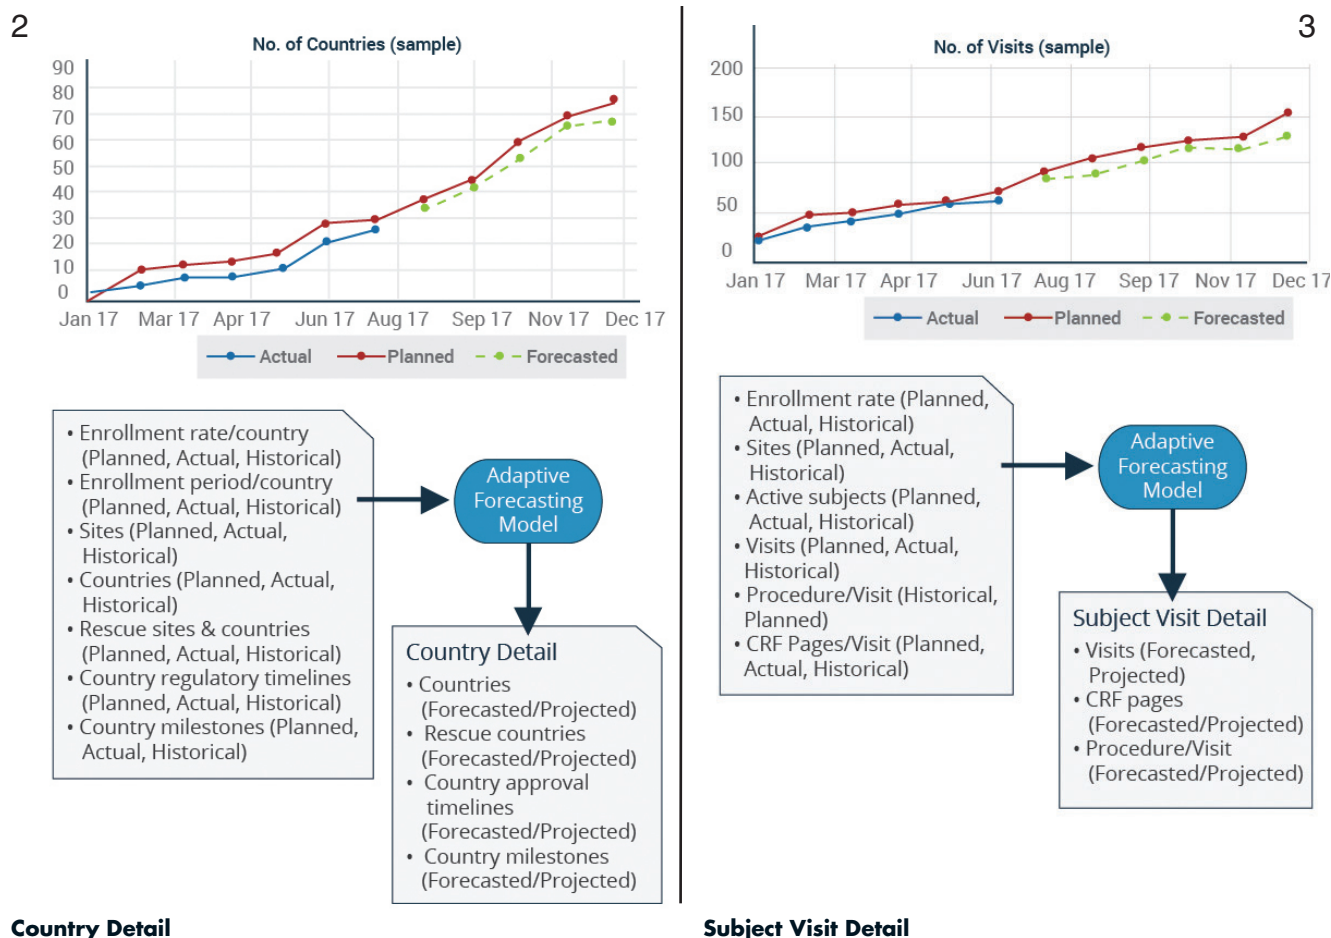 2
No. of Countries (sample)
90
80
70
60
50
40
30
20
10
0
Jan 17 Mar 17 Apr 17 Jun 17 Aug 17 Sep 17 Nov 17 Dec 17
Actual Planned Forecasted
• Enrollment rate/country
(Planned, Actual, Historical)
• Enrollment period/country
(Planned, Actual, Historical)
• Sites (Planned, Actual,
Historical)
• Countries (Planned, Actual,
Historical)
• Rescue sites & countries
(Planned, Actual, Historical)
• Country regulatory timelines
(Planned, Actual, Historical)
• Country milestones (Planned,
Actual, Historical)
Adaptive
Forecasting
Model
Country Detail
• Countries
(Forecasted/Projected)
• Rescue countries
(Forecasted/Projected)
• Country approval
timelines
(Forecasted/Projected)
• Country milestones
(Forecasted/Projected)
Country Detail
3
No. of Visits (sample)
200
150
100
50
0
Jan 17 Mar 17 Apr 17 Jun 17 Aug 17 Sep 17 Nov 17 Dec 17
Actual Planned Forecasted
• Enrollment rate (Planned,
Actual, Historical)
• Sites (Planned, Actual,
Historical)
• Active subjects (Planned,
Actual, Historical)
• Visits (Planned, Actual,
Historical)
• Procedure/Visit (Historical,
Planned)
• CRF Pages/Visit (Planned,
Actual, Historical)
Adaptive
Forecasting
Model
Subject Visit Detail
• Visits (Forecasted,
Projected)
• CRF pages
(Forecasted/Projected)
• Procedure/Visit
(Forecasted/Projected)
Subject Visit Detail